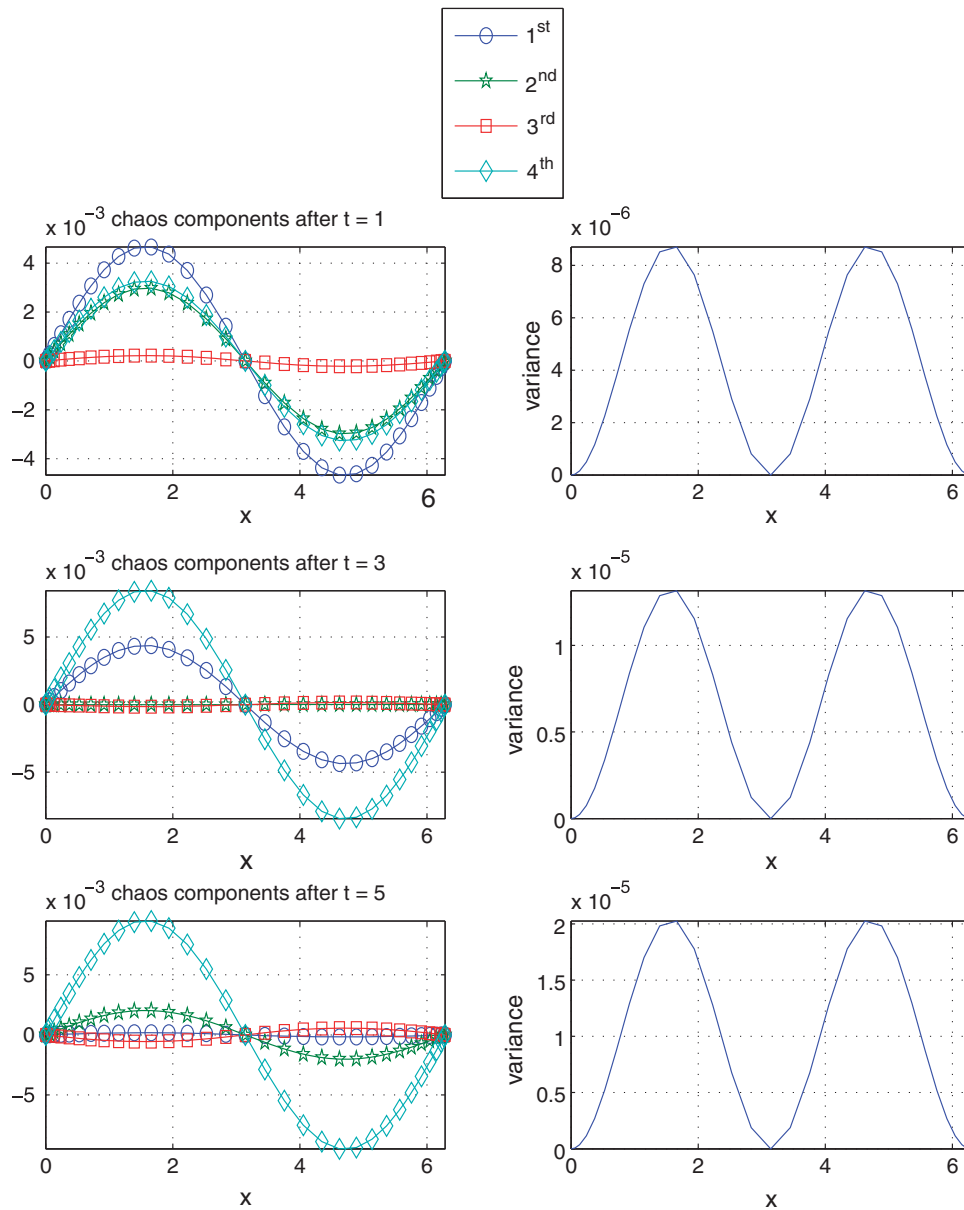 1st
2nd
3rd
4th
x 10−3 chaos components after t = 1
4
2
0
−2
−4
0
2
4
6
x
x 10−6
8
6
4
2
0
variance
0
2
4
6
x
x 10−3 chaos components after t = 3
5
0
−5
0
2
4
6
x
x 10−5
1
0.5
0
variance
0
2
4
6
x
x 10−3 chaos components after t = 5
5
0
−5
0
2
4
6
x
x 10−5
2
1.5
1
0.5
0
variance
0
2
4
6
x